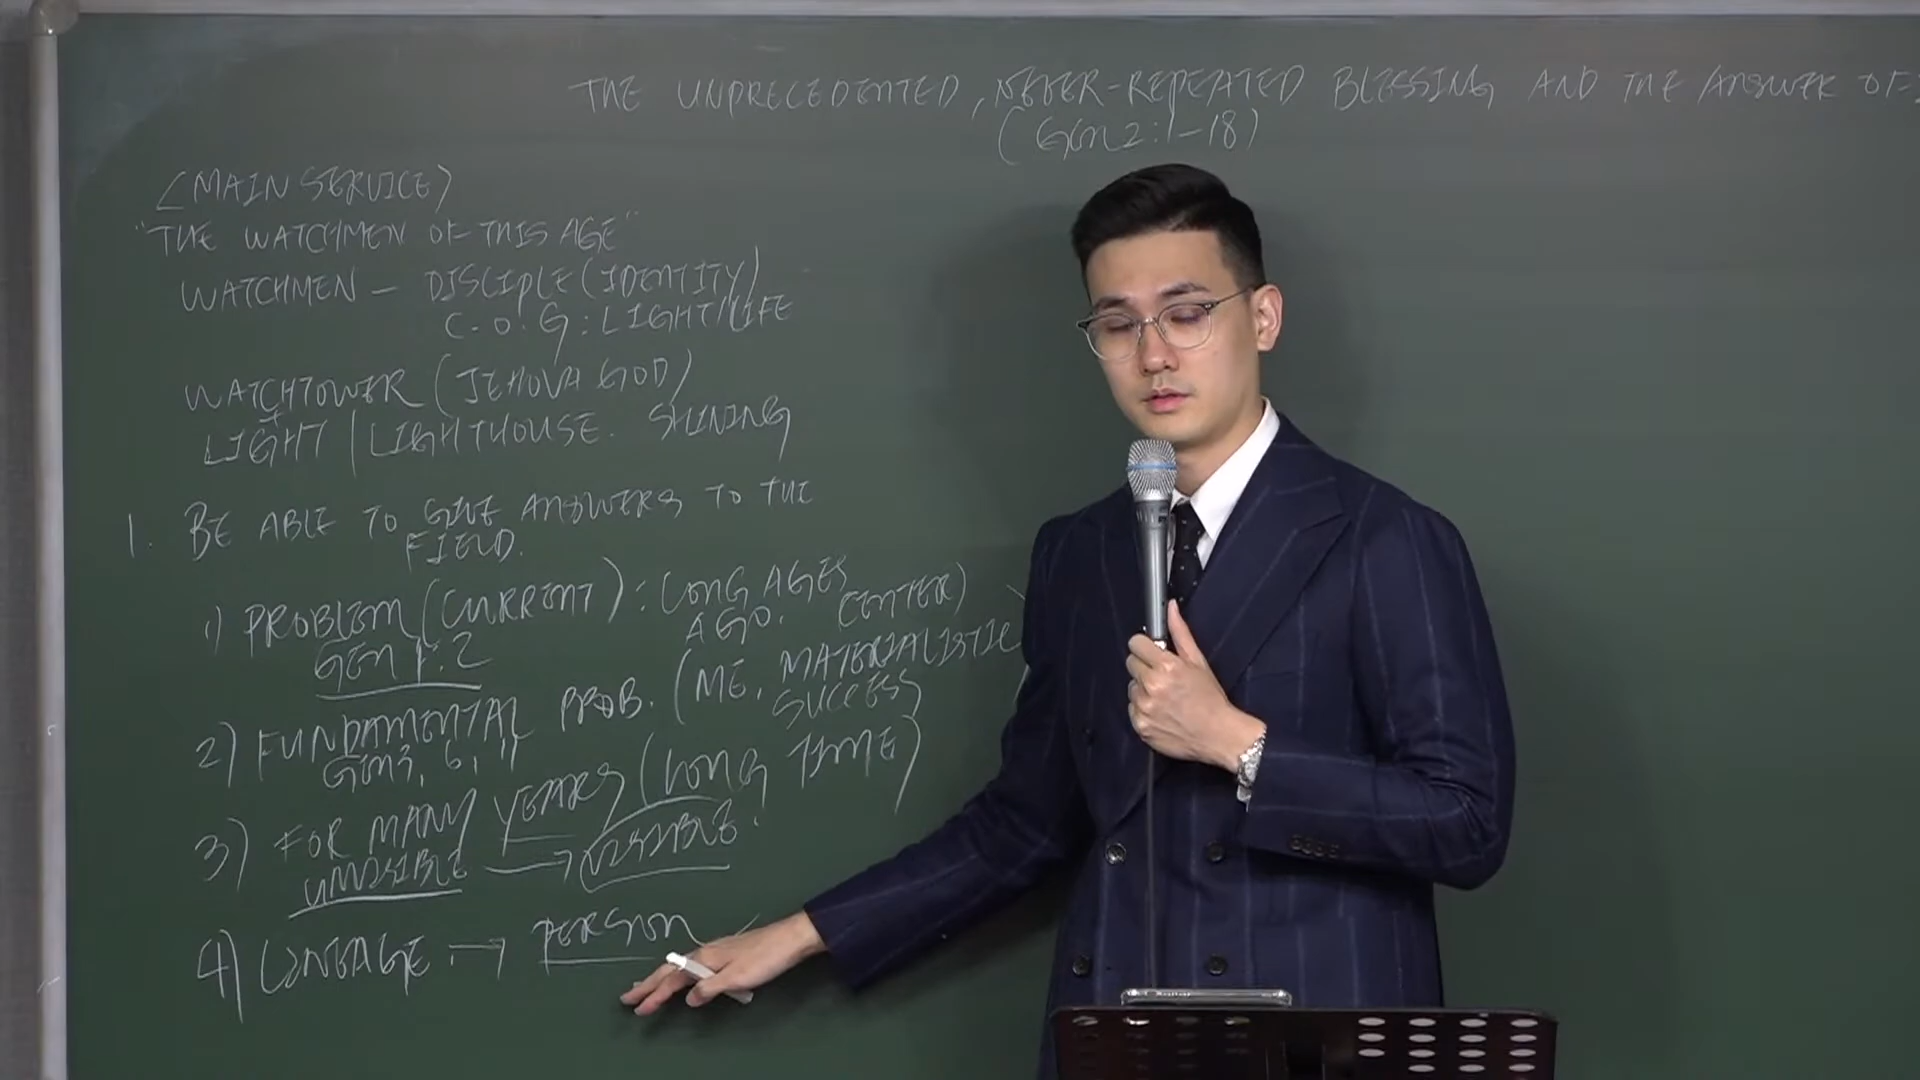 THE UNPRECEDENTED, NEVER-REPEATED BLESSING AND THE ANSWER OF
(GEN 2:1-18)
<MAIN SERVICE>
"THE WATCHMEN OF THIS AGE"
WATCHMEN - DISCIPLE (IDENTITY)
C.O.G: LIGHT/LIFE
WATCHTOWER (JEHOVA GOD)
LIGHT | LIGHTHOUSE. SHINING
1. BE ABLE TO GIVE ANSWERS TO THE
FIELD.
1) PROBLEM (CURRENT): LONG AGES
AGO.
GEN 1:2
2) FUNDAMENTAL PROB. (ME, MATERIALISTIC
SUCCESS CENTER)
GEN 3, 6, 11
3) FOR MANY YEARS (LONG TIME)
INVISIBLE → VISIBLE.
4) LINEAGE → PERSON